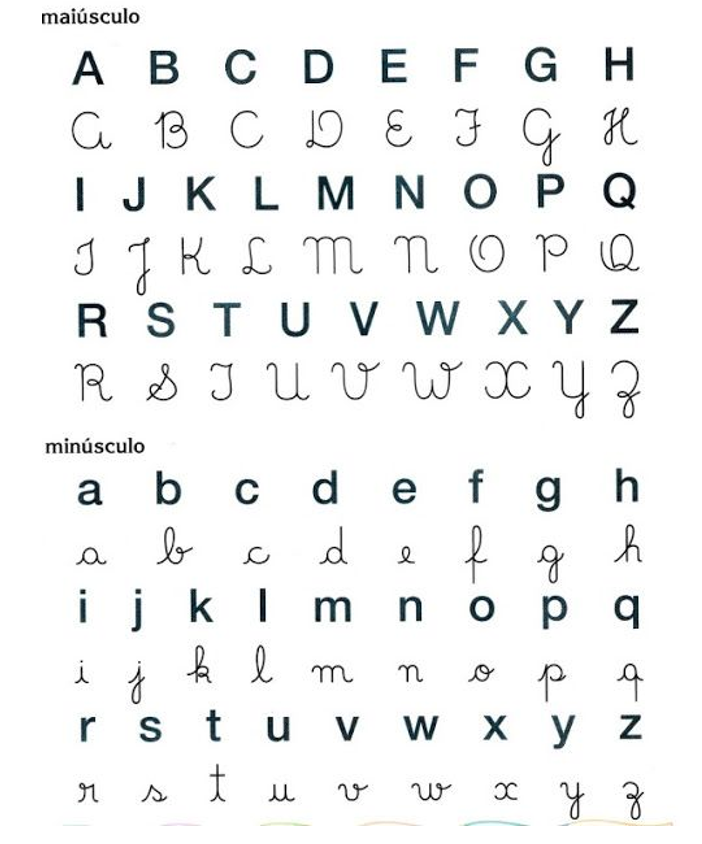 maiúsculo
A B C D E F G H
A B C D E F G H
I J K L M N O P Q
I J K L M N O P Q
R S T U V W X Y Z
R S T U V W X Y Z
minúsculo
a b c d e f g h
a b c d e f g h
i j k l m n o p q
i j k l m n o p q
r s t u v w x y z
r s t u v w x y z